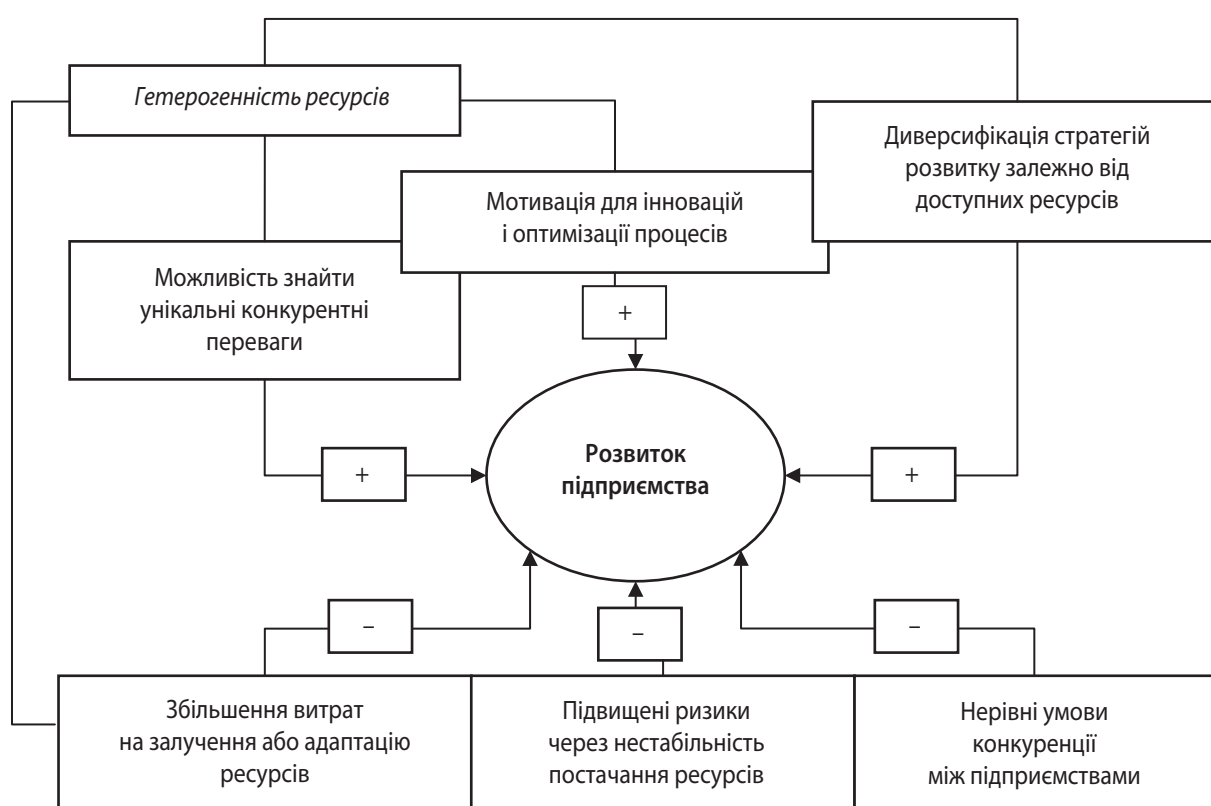 Гетерогенність ресурсів
Диверсифікація стратегій
розвитку залежно від
доступних ресурсів
Мотивація для інновацій
і оптимізації процесів
Можливість знайти
унікальні конкурентні
переваги
+
Розвиток
підприємства
+
+
–
–
–
Збільшення витрат
на залучення або адаптацію
ресурсів
Підвищені ризики
через нестабільність
постачання ресурсів
Нерівні умови
конкуренції
між підприємствами